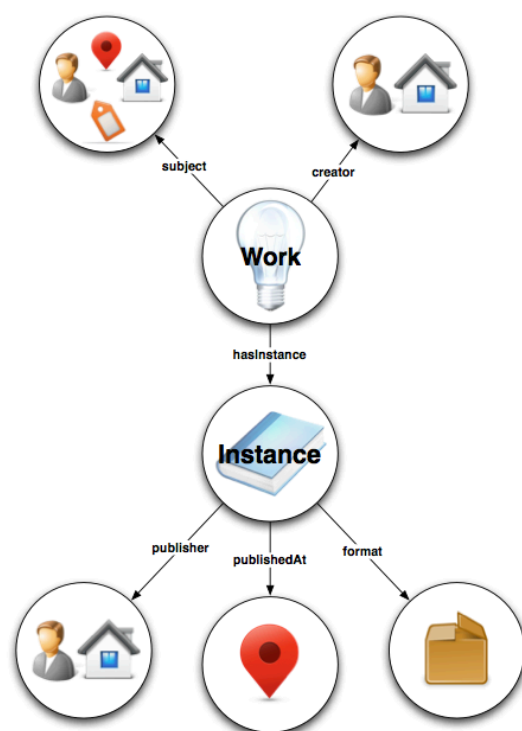 subject
creator
Work
hasInstance
Instance
publisher
publishedAt
format